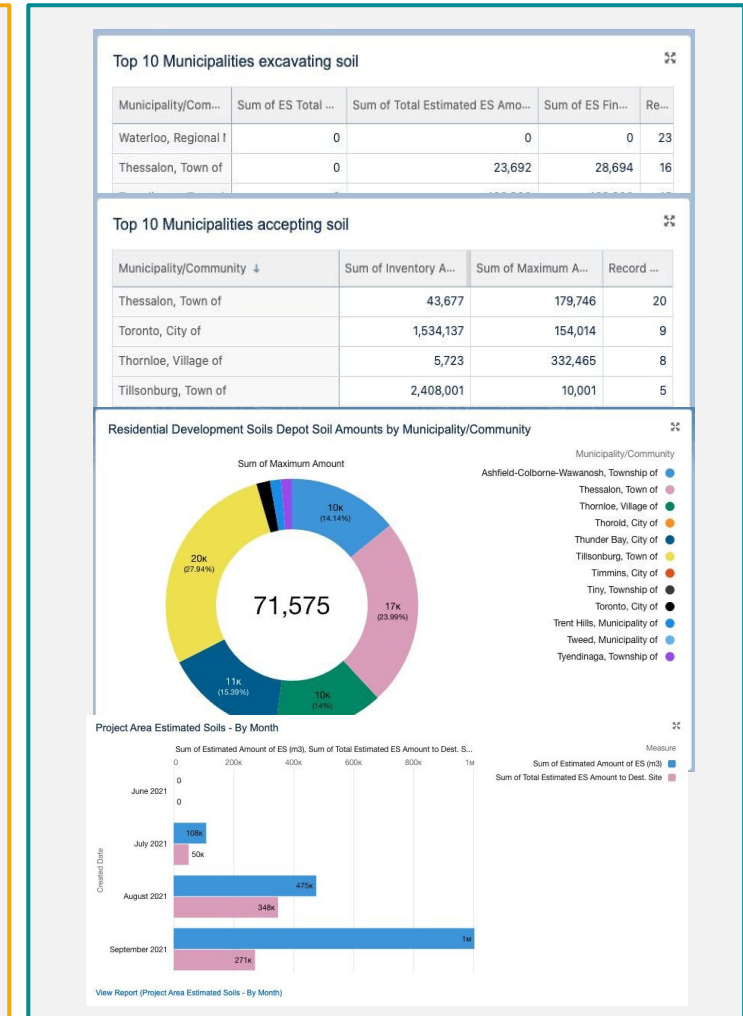 Top 10 Municipalities excavating soil
Municipality/Com... Sum of ES Total ... Sum of Total Estimated ES Amo... Sum of ES Fin... Re...
Waterloo, Regional 0 0 0 23
Thessalon, Town of 0 23,692 28,694 16
Top 10 Municipalities accepting soil
Municipality/Community ↓ Sum of Inventory A... Sum of Maximum A... Record ...
Thessalon, Town of 43,677 179,746 20
Toronto, City of 1,534,137 154,014 9
Thornloe, Village of 5,723 332,465 8
Tillsonburg, Town of 2,408,001 10,001 5
Residential Development Soils Depot Soil Amounts by Municipality/Community
Sum of Maximum Amount
10K
(14.14%)
20K
(27.94%)
71,575
17K
(23.99%)
11K
(15.39%)
10K
(14%)
Municipality/Community
Ashfield-Colborne-Wawanosh, Township of
Thessalon, Town of
Thornloe, Village of
Thorold, City of
Thunder Bay, City of
Tillsonburg, Town of
Timmins, City of
Tiny, Township of
Toronto, City of
Trent Hills, Municipality of
Tweed, Municipality of
Tyendinaga, Township of
Project Area Estimated Soils - By Month
Sum of Estimated Amount of ES (m3), Sum of Total Estimated ES Amount to Dest. S...
0 200K 400K 600K 800K 1M
Measure
Sum of Estimated Amount of ES (m3)
Sum of Total Estimated ES Amount to Dest. Site
Created Date
June 2021
0
0
July 2021
108K
50K
August 2021
475K
348K
September 2021
1M
271K
View Report (Project Area Estimated Soils - By Month)